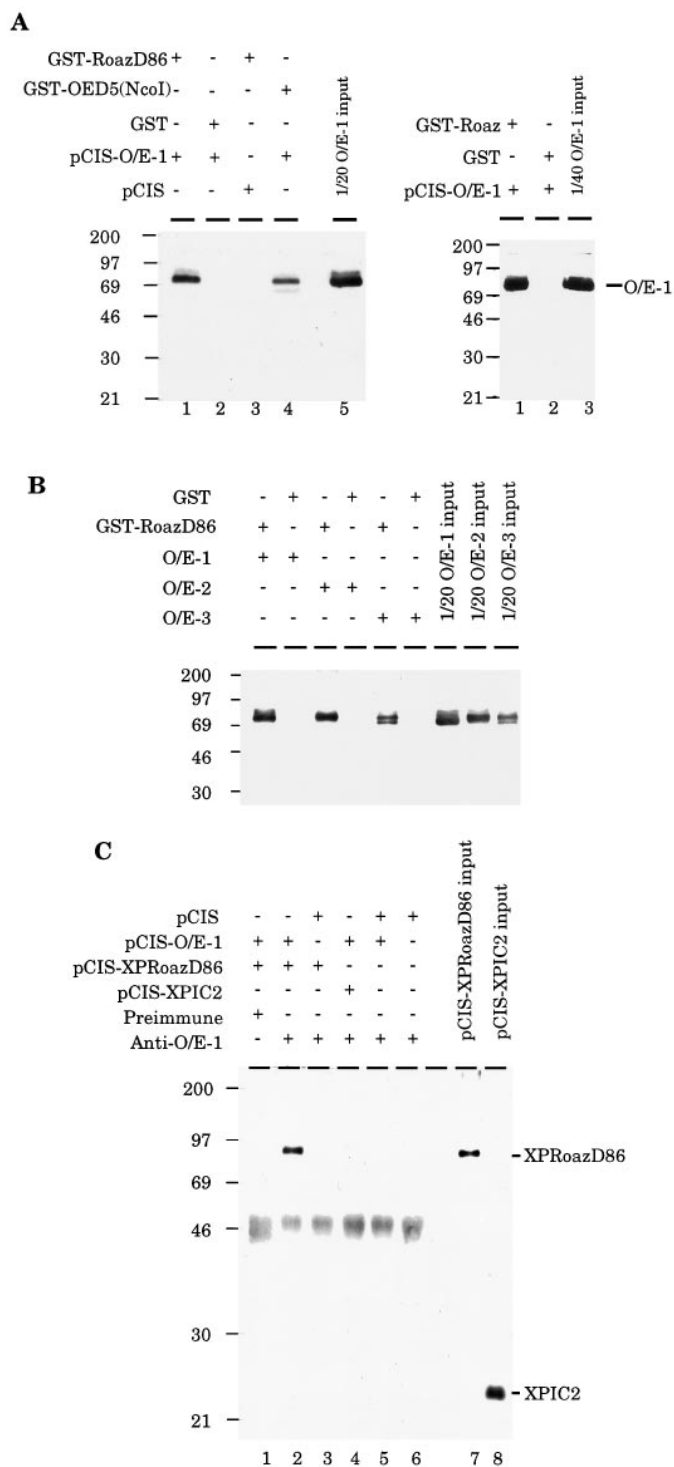 A
GST-RoazD86 + - + -
GST-OED5(NcoI) - - - +
GST - + - -
pCIS-O/E-1 + + - +
pCIS - - + -
1/20 O/E-1 input
200
97
69
46
30
21
1 2 3 4 5
GST-Roaz + -
GST - +
pCIS-O/E-1 + +
1/40 O/E-1 input
200
97
69
46
30
21
O/E-1
1 2 3
B
GST - + - + - +
GST-RoazD86 + - + - + -
O/E-1 + + - - - -
O/E-2 - - + + - -
O/E-3 - - - - + +
1/20 O/E-1 input
1/20 O/E-2 input
1/20 O/E-3 input
200
97
69
46
30
C
pCIS - - + - + +
pCIS-O/E-1 + + - + + -
pCIS-XPRoazD86 + + + - - -
pCIS-XPIC2 - - - + - -
Preimmune + - - - - -
Anti-O/E-1 - + + + + +
pCIS-XPRoazD86 input
pCIS-XPIC2 input
200
97
69
46
30
21
XPRoazD86
XPIC2
1 2 3 4 5 6 7 8